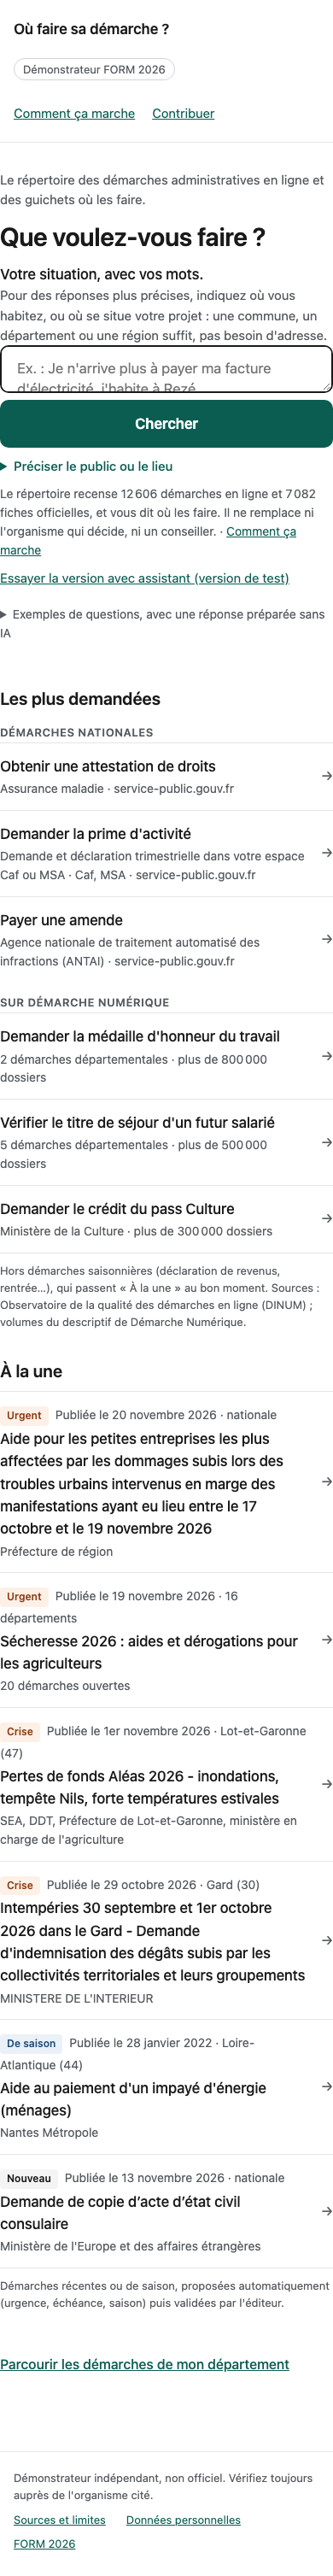 Où faire sa démarche ?
Démonstrateur FORM 2026
Comment ça marche Contribuer
Le répertoire des démarches administratives en ligne et
des guichets où les faire.
Que voulez-vous faire ?
Votre situation, avec vos mots.
Pour des réponses plus précises, indiquez où vous
habitez, ou où se situe votre projet : une commune, un
département ou une région suffit, pas besoin d'adresse.
Ex. : Je n'arrive plus à payer ma facture
d'électricité, j'habite à Rezé
Chercher
Préciser le public ou le lieu
Le répertoire recense 12 606 démarches en ligne et 7 082
fiches officielles, et vous dit où les faire. Il ne remplace ni
l'organisme qui décide, ni un conseiller. · Comment ça
marche
Essayer la version avec assistant (version de test)
Exemples de questions, avec une réponse préparée sans
IA
Les plus demandées
DÉMARCHES NATIONALES
Obtenir une attestation de droits
Assurance maladie · service-public.gouv.fr
→
Demander la prime d'activité
Demande et déclaration trimestrielle dans votre espace
Caf ou MSA · Caf, MSA · service-public.gouv.fr
→
Payer une amende
Agence nationale de traitement automatisé des
infractions (ANTAI) · service-public.gouv.fr
→
SUR DÉMARCHE NUMÉRIQUE
Demander la médaille d'honneur du travail
2 démarches départementales · plus de 800 000
dossiers
→
Vérifier le titre de séjour d'un futur salarié
5 démarches départementales · plus de 500 000
dossiers
→
Demander le crédit du pass Culture
Ministère de la Culture · plus de 300 000 dossiers
→
Hors démarches saisonnières (déclaration de revenus,
rentrée…), qui passent « À la une » au bon moment. Sources :
Observatoire de la qualité des démarches en ligne (DINUM) ;
volumes du descriptif de Démarche Numérique.
À la une
Urgent Publiée le 20 novembre 2026 · nationale
Aide pour les petites entreprises les plus
affectées par les dommages subis lors des
troubles urbains intervenus en marge des
manifestations ayant eu lieu entre le 17
octobre et le 19 novembre 2026
Préfecture de région
→
Urgent Publiée le 19 novembre 2026 · 16
départements
Sécheresse 2026 : aides et dérogations pour
les agriculteurs
20 démarches ouvertes
→
Crise Publiée le 1er novembre 2026 · Lot-et-Garonne
(47)
Pertes de fonds Aléas 2026 - inondations,
tempête Nils, forte températures estivales
SEA, DDT, Préfecture de Lot-et-Garonne, ministère en
charge de l'agriculture
→
Crise Publiée le 29 octobre 2026 · Gard (30)
Intempéries 30 septembre et 1er octobre
2026 dans le Gard - Demande
d'indemnisation des dégâts subis par les
collectivités territoriales et leurs groupements
MINISTERE DE L'INTERIEUR
→
De saison Publiée le 28 janvier 2022 · Loire-
Atlantique (44)
Aide au paiement d'un impayé d'énergie
(ménages)
Nantes Métropole
→
Nouveau Publiée le 13 novembre 2026 · nationale
Demande de copie d’acte d’état civil
consulaire
Ministère de l'Europe et des affaires étrangères
→
Démarches récentes ou de saison, proposées automatiquement
(urgence, échéance, saison) puis validées par l'éditeur.
Parcourir les démarches de mon département
Démonstrateur indépendant, non officiel. Vérifiez toujours
auprès de l'organisme cité.
Sources et limites Données personnelles
FORM 2026